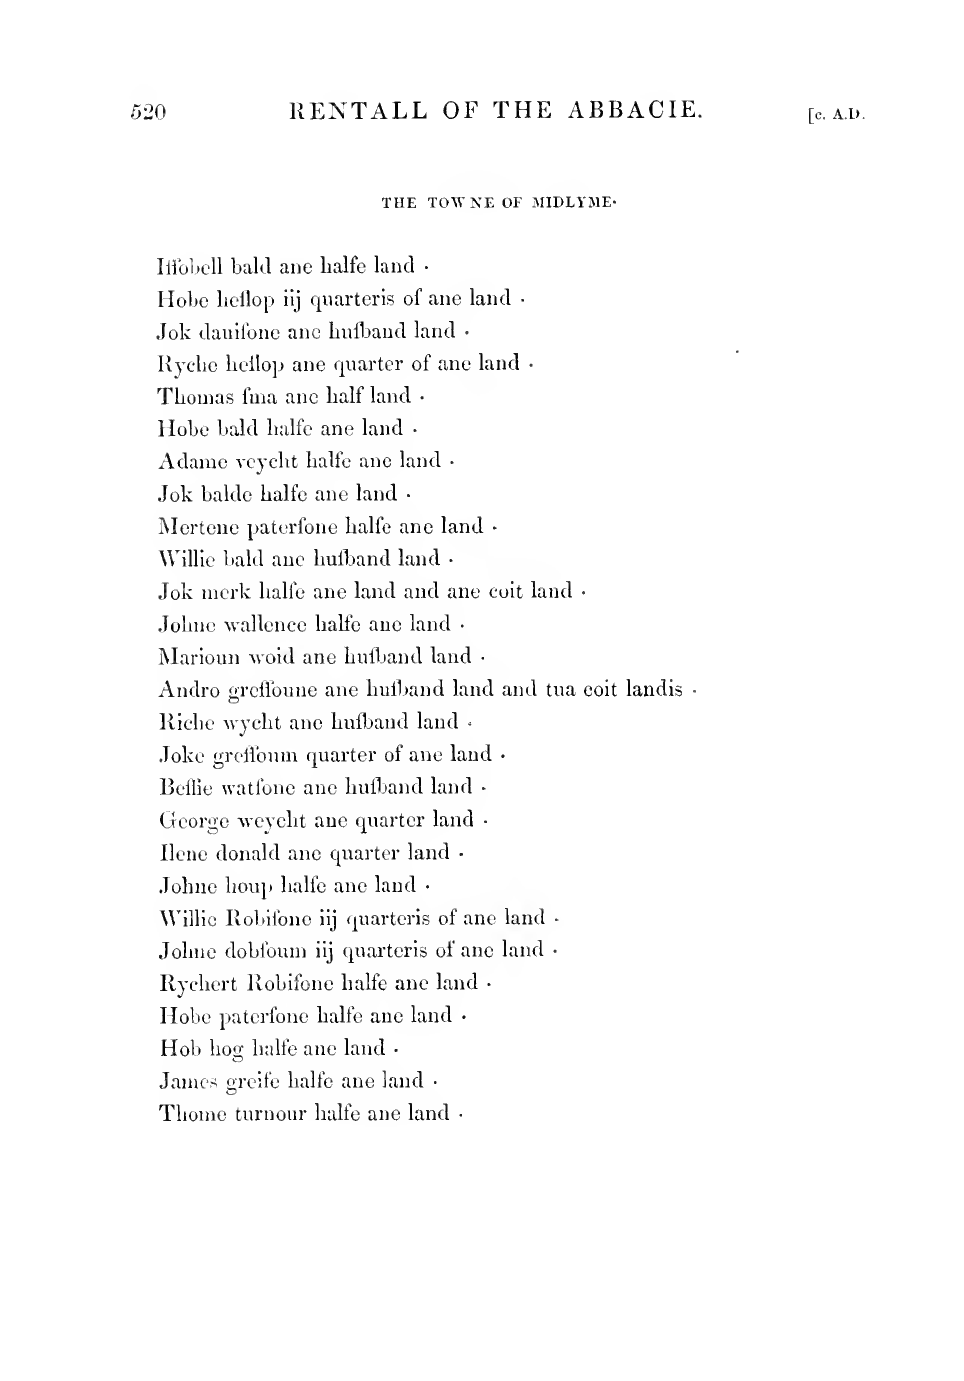 520 RENTALL OF THE ABBACIE. [c. A.D.
THE TOWNE OF MIDLYME·
Iſſobell bald ane halfe land ·
Hobe heſlop iij quarteris of ane land ·
Jok dauiſone ane huſband land ·
Ryche heſlop ane quarter of ane land ·
Thomas ſma ane half land ·
Hobe bald halfe ane land ·
Adame veycht halfe ane land ·
Jok balde halfe ane land ·
Mertene paterſone halfe ane land ·
Willie bald ane huſband land ·
Jok merk halfe ane land and ane coit land ·
Johne wallence halfe ane land ·
Marioun woid ane huſband land ·
Andro greſſoune ane huſband land and tua coit landis ·
Riche wycht ane huſband land ·
Joke greſſoum quarter of ane land ·
Beſſie watſone ane huſband land ·
George weycht ane quarter land ·
Ilene donald ane quarter land ·
Johne houp halfe ane land ·
Willie Robiſone iij quarteris of ane land ·
Johne dobſoum iij quarteris of ane land ·
Rychert Robiſone halfe ane land ·
Hobe paterſone halfe ane land ·
Hob hog halfe ane land ·
James greife halfe ane land ·
Thome turnour halfe ane land ·